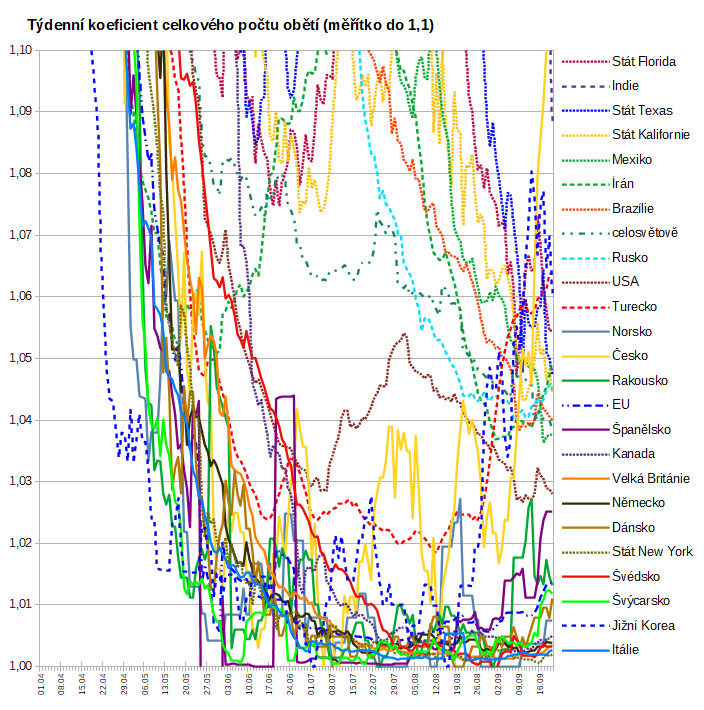 Týdenní koeficient celkového počtu obětí (měřítko do 1,1)
1,10
1,09
1,08
1,07
1,06
1,05
1,04
1,03
1,02
1,01
1,00
01.04
08.04
15.04
22.04
29.04
06.05
13.05
20.05
27.05
03.06
10.06
17.06
24.06
01.07
08.07
15.07
22.07
29.07
05.08
12.08
19.08
26.08
02.09
09.09
16.09
Stát Florida
Indie
Stát Texas
Stát Kalifornie
Mexiko
Írán
Brazílie
celosvětově
Rusko
USA
Turecko
Norsko
Česko
Rakousko
EU
Španělsko
Kanada
Velká Británie
Německo
Dánsko
Stát New York
Švédsko
Švýcarsko
Jižní Korea
Itálie